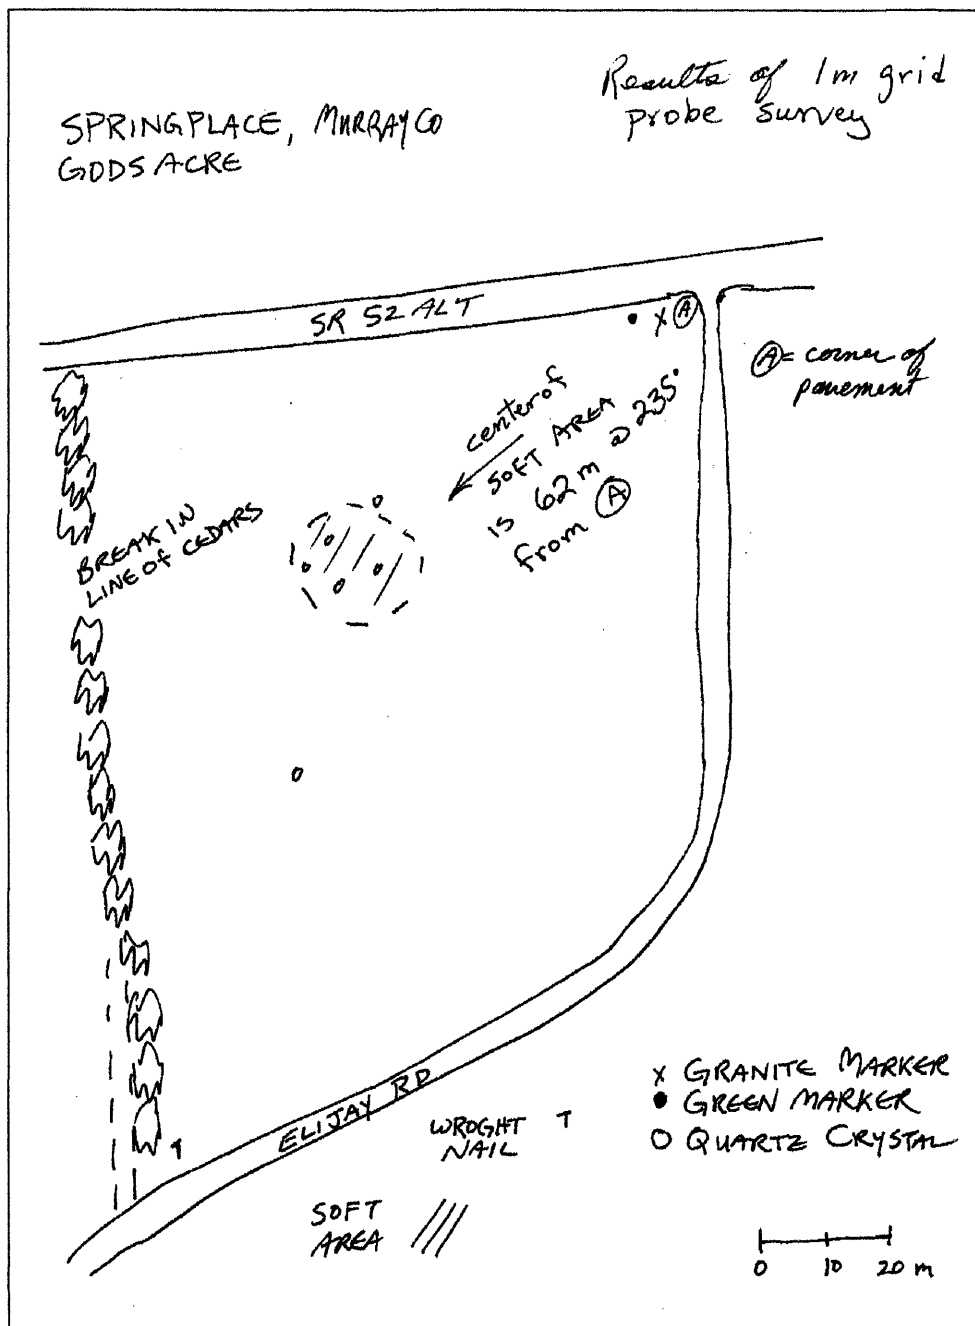 Results of 1m grid
probe survey
SPRINGPLACE, MURRAY CO
GODS ACRE
SR 52 ALT
x Ⓐ
Ⓐ = corner of
pavement
center of
SOFT AREA
is 62 m @ 235°
from Ⓐ
BREAK IN
LINE of CEDARS
ELIJAY RD
WROGHT
NAIL
x GRANITE MARKER
● GREEN MARKER
O QUARTZ CRYSTAL
SOFT
AREA
0 10 20 m